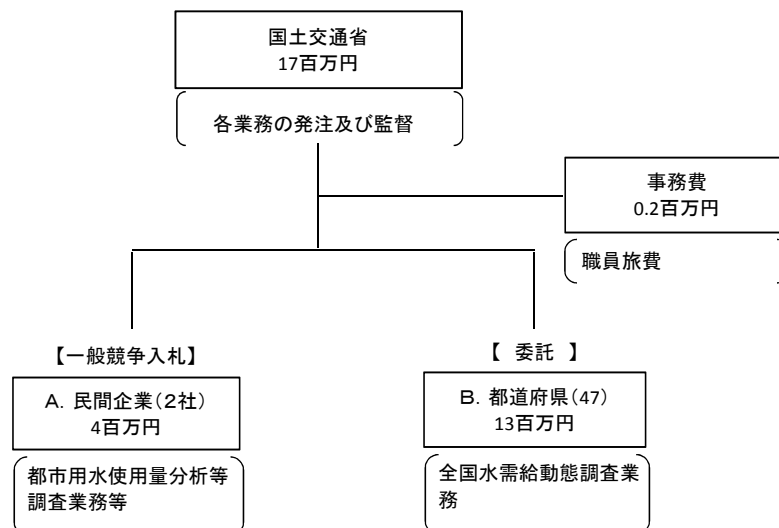 国土交通省
17百万円
各業務の発注及び監督
事務費
0.2百万円
職員旅費
【一般競争入札】
A. 民間企業(2社)
4百万円
都市用水使用量分析等
調査業務等
【 委託 】
B. 都道府県(47)
13百万円
全国水需給動態調査業
務